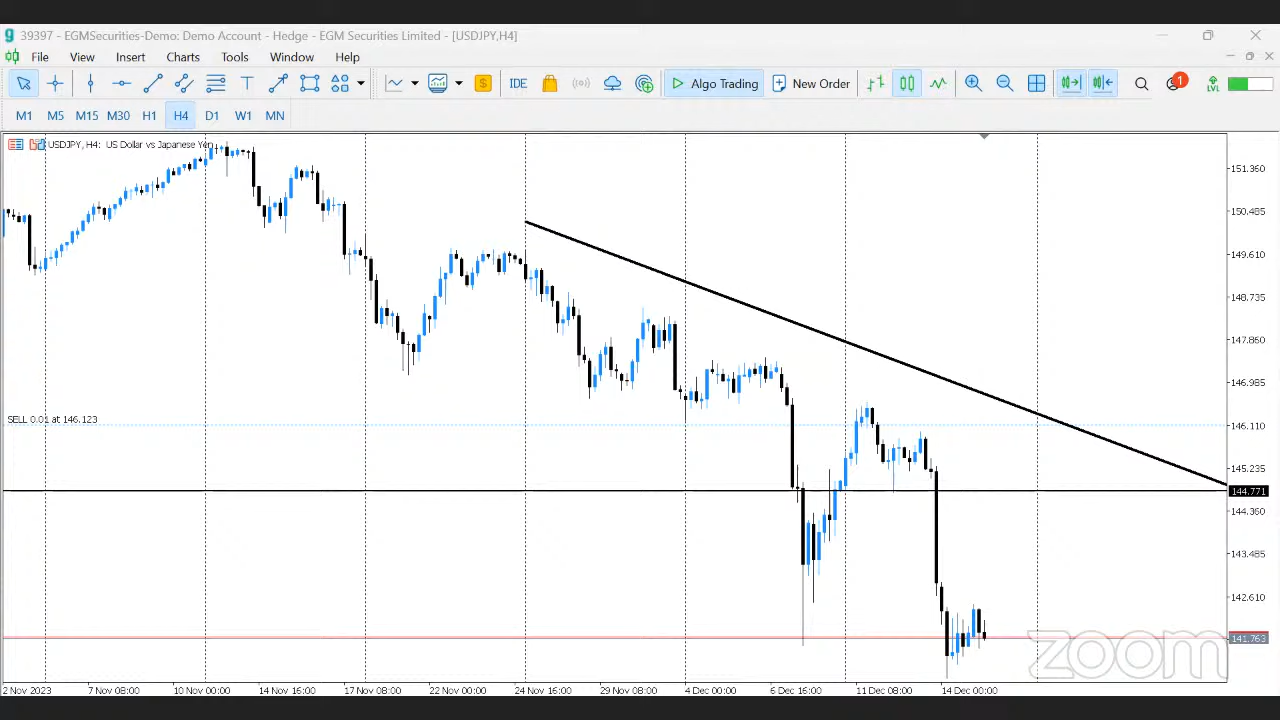 39397 - EGMSecurities-Demo: Demo Account - Hedge - EGM Securities Limited - [USDJPY,H4]
File View Insert Charts Tools Window Help
IDE Algo Trading New Order 1 LVL
M1 M5 M15 M30 H1 H4 D1 W1 MN
USDJPY, H4: US Dollar vs Japanese Yen
151.360
150.485
149.610
148.735
147.860
146.985
SELL 0.01 at 146.123
146.110
145.235
144.771
144.360
143.485
142.610
141.763
zoom
2 Nov 2023 7 Nov 08:00 10 Nov 00:00 14 Nov 16:00 17 Nov 08:00 22 Nov 00:00 24 Nov 16:00 29 Nov 08:00 4 Dec 00:00 6 Dec 16:00 11 Dec 08:00 14 Dec 00:00